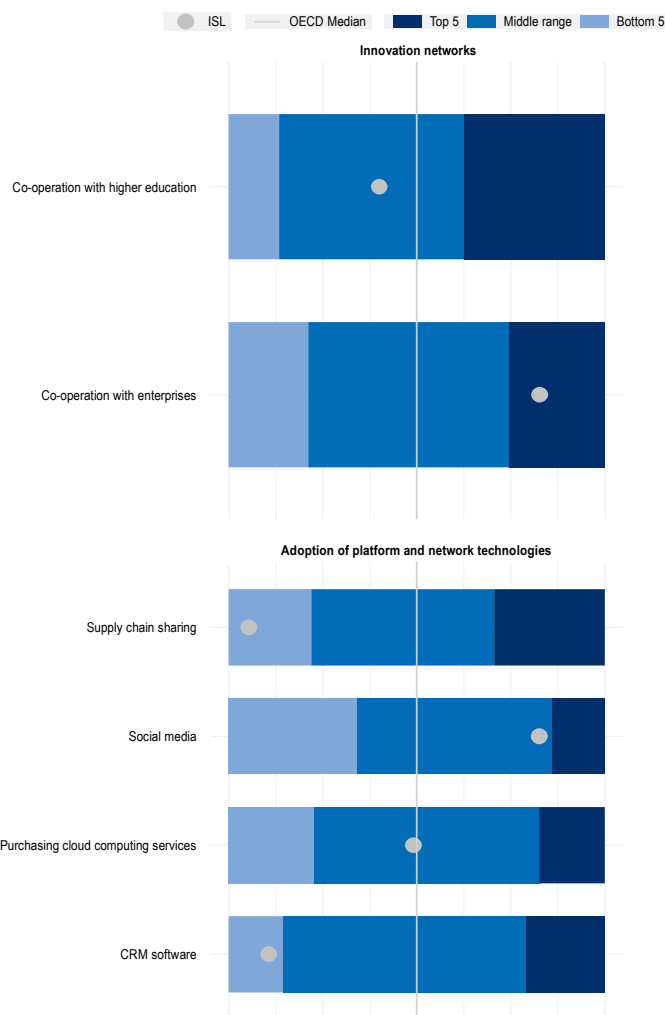 ISL OECD Median Top 5 Middle range Bottom 5
Innovation networks
Co-operation with higher education
Co-operation with enterprises
Adoption of platform and network technologies
Supply chain sharing
Social media
Purchasing cloud computing services
CRM software